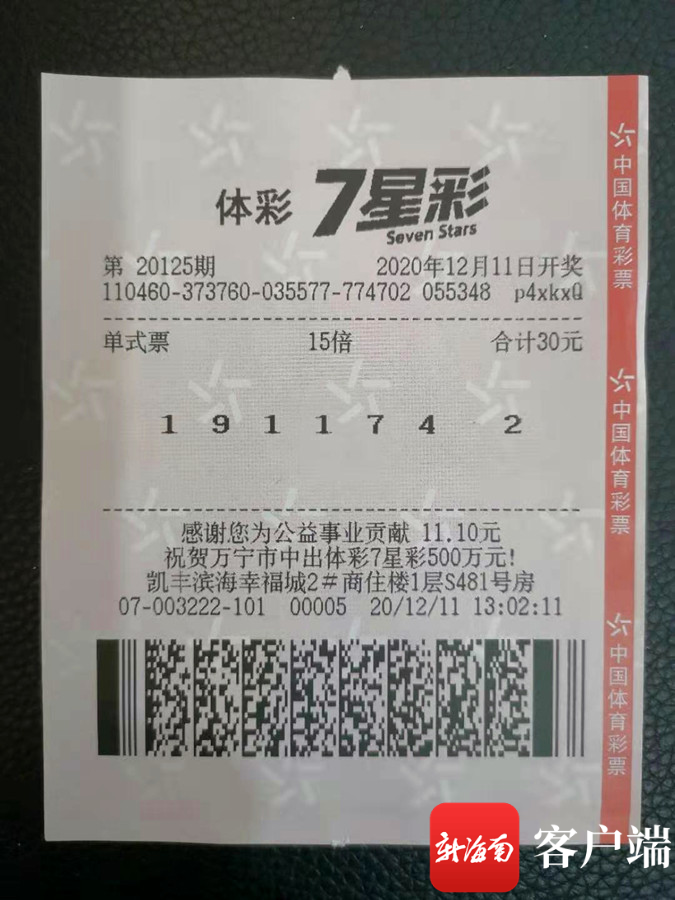 体彩 7星彩
Seven Stars
第 20125期 2020年12月11日开奖
110460-373760-035577-774702 055348 p4xkxQ
单式票 15倍 合计30元
1 9 1 1 7 4 2
感谢您为公益事业贡献 11.10元
祝贺万宁市中出体彩7星彩500万元!
凯丰滨海幸福城2#商住楼1层S481号房
07-003222-101 00005 20/12/11 13:02:11
中国体育彩票
中国体育彩票
中国体育彩票
新海南 客户端